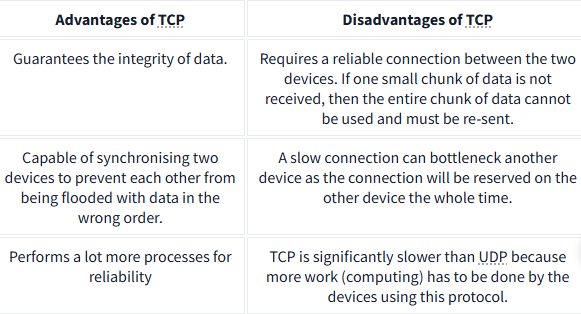 Advantages of TCP
Disadvantages of TCP
Guarantees the integrity of data.
Requires a reliable connection between the two
devices. If one small chunk of data is not
received, then the entire chunk of data cannot
be used and must be re-sent.
Capable of synchronising two
devices to prevent each other from
being flooded with data in the
wrong order.
A slow connection can bottleneck another
device as the connection will be reserved on the
other device the whole time.
Performs a lot more processes for
reliability
TCP is significantly slower than UDP because
more work (computing) has to be done by the
devices using this protocol.